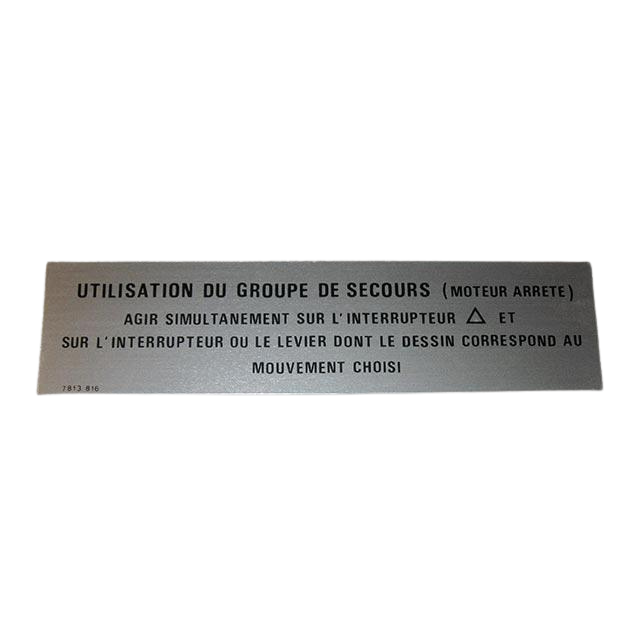 UTILISATION DU GROUPE DE SECOURS (MOTEUR ARRETE)
AGIR SIMULTANEMENT SUR L'INTERRUPTEUR △ ET
SUR L'INTERRUPTEUR OU LE LEVIER DONT LE DESSIN CORRESPOND AU
MOUVEMENT CHOISI
7813 816